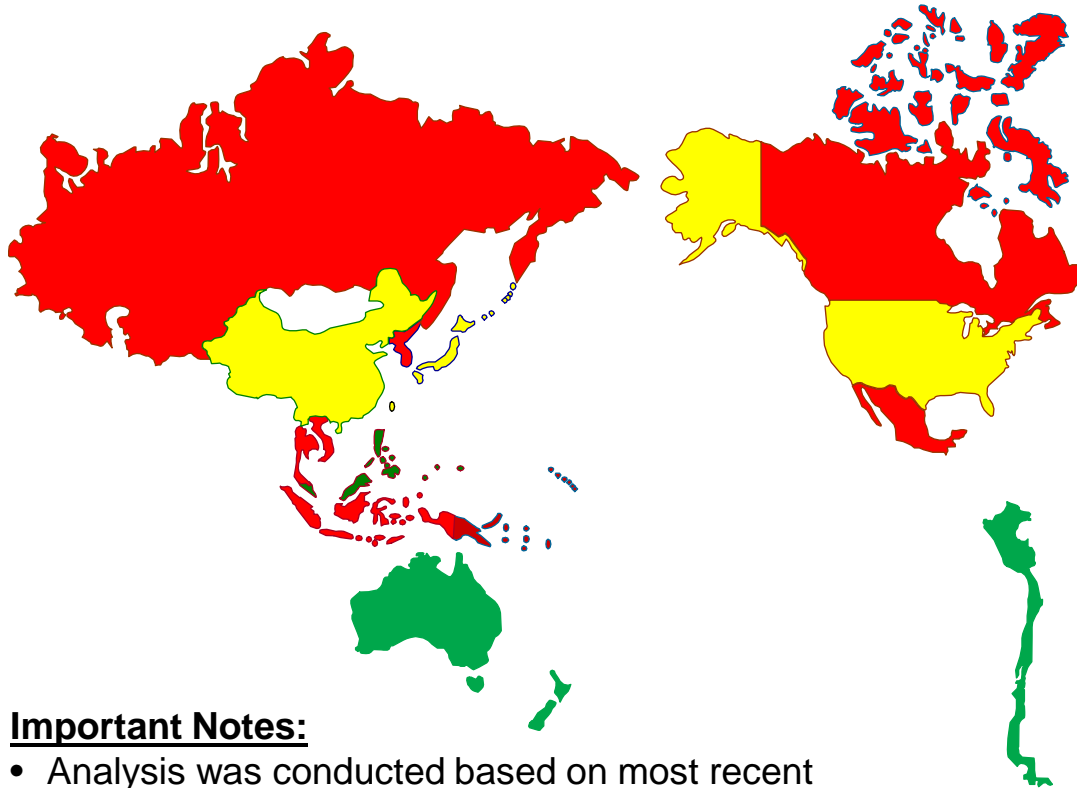 Important Notes:
• Analysis was conducted based on most recent